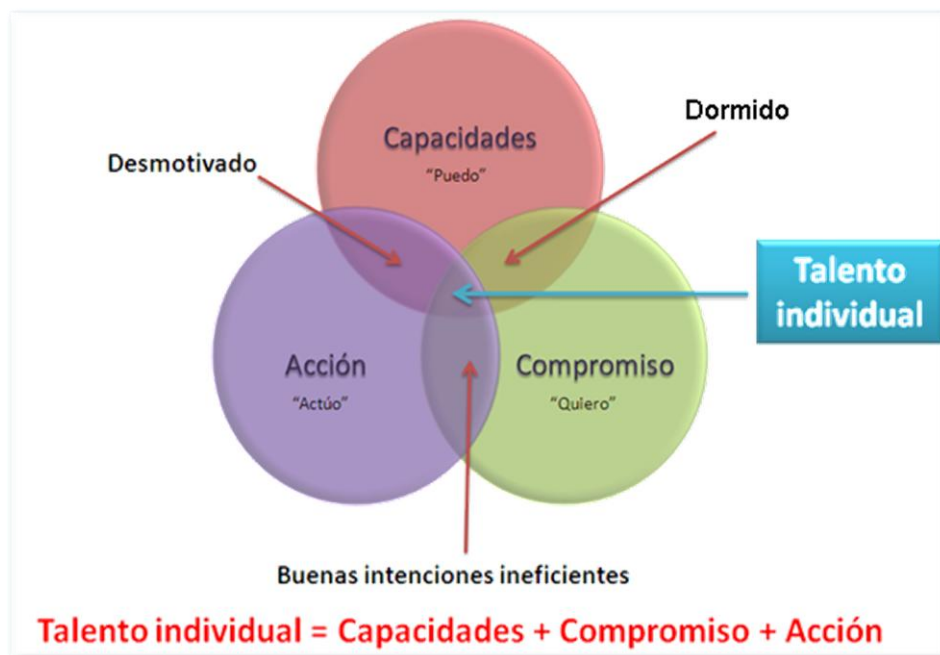 Dormido
Capacidades
"Puedo"
Desmotivado
Talento
individual
Acción
"Actúo"
Compromiso
"Quiero"
Buenas intenciones ineficientes
Talento individual = Capacidades + Compromiso + Acción